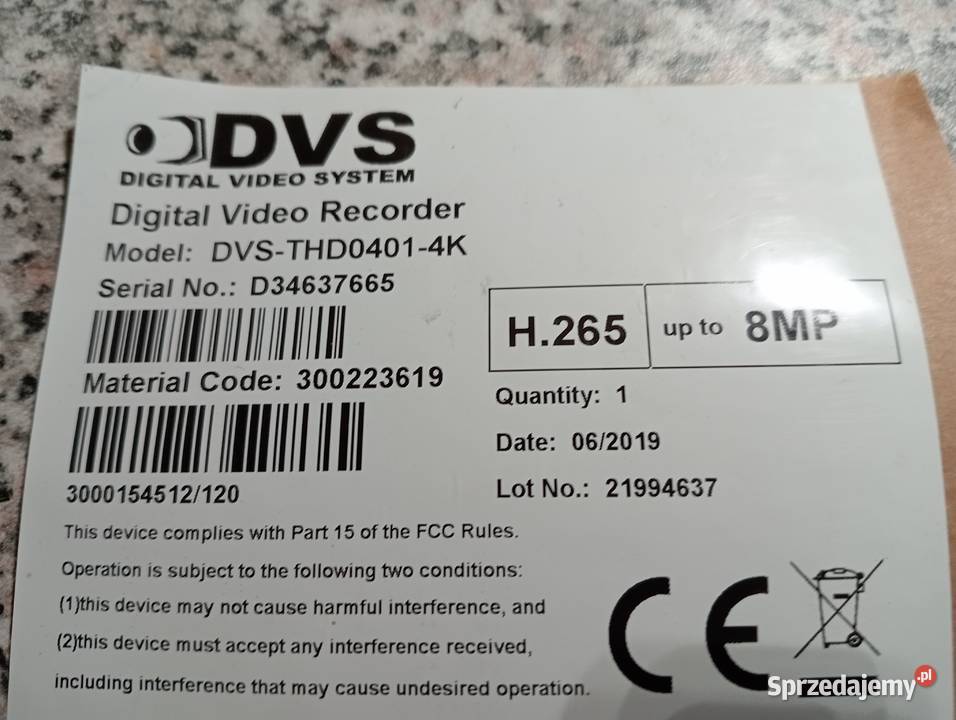 DVS
DIGITAL VIDEO SYSTEM
Digital Video Recorder
Model: DVS-THD0401-4K
Serial No.: D34637665
H.265 up to 8MP
Material Code: 300223619
Quantity: 1
Date: 06/2019
3000154512/120
Lot No.: 21994637
This device complies with Part 15 of the FCC Rules.
Operation is subject to the following two conditions:
(1)this device may not cause harmful interference, and
(2)this device must accept any interference received,
including interference that may cause undesired operation.
CE
Sprzedajemy.pl